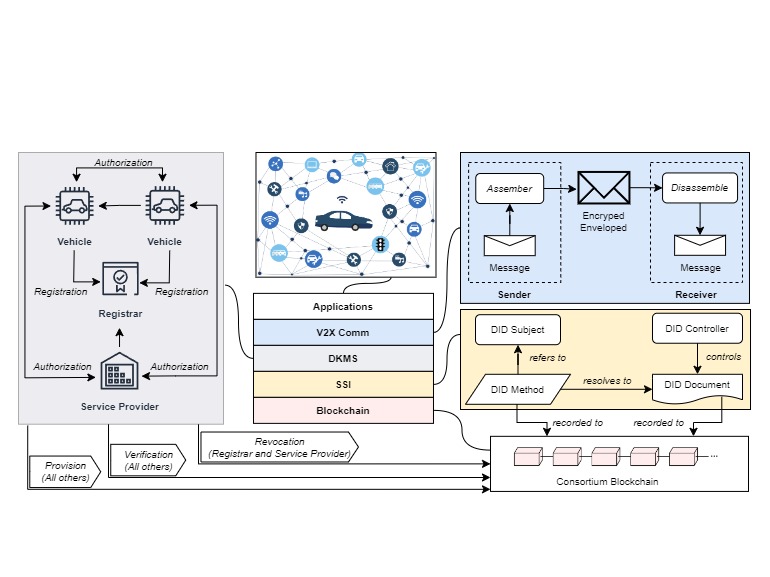 Authorization
Vehicle
Vehicle
Registration
Registration
Registrar
Authorization
Authorization
Service Provider
Provision
(All others)
Verification
(All others)
Revocation
(Registrar and Service Provider)
Applications
V2X Comm
DKMS
SSI
Blockchain
Assember
Disassemble
Encryped
Enveloped
Message
Message
Sender
Receiver
DID Subject
DID Controller
refers to
controls
DID Method
resolves to
DID Document
recorded to
recorded to
...
Consortium Blockchain